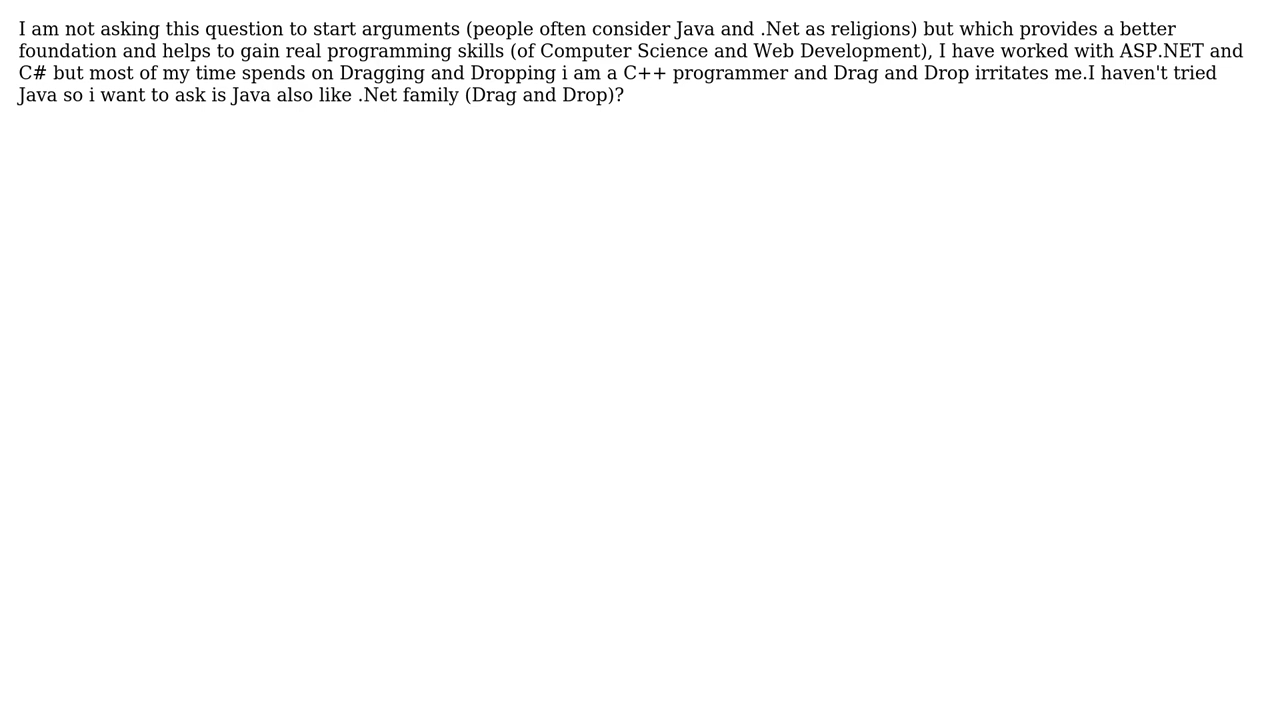 I am not asking this question to start arguments (people often consider Java and .Net as religions) but which provides a better
foundation and helps to gain real programming skills (of Computer Science and Web Development), I have worked with ASP.NET and
C# but most of my time spends on Dragging and Dropping i am a C++ programmer and Drag and Drop irritates me.I haven't tried
Java so i want to ask is Java also like .Net family (Drag and Drop)?